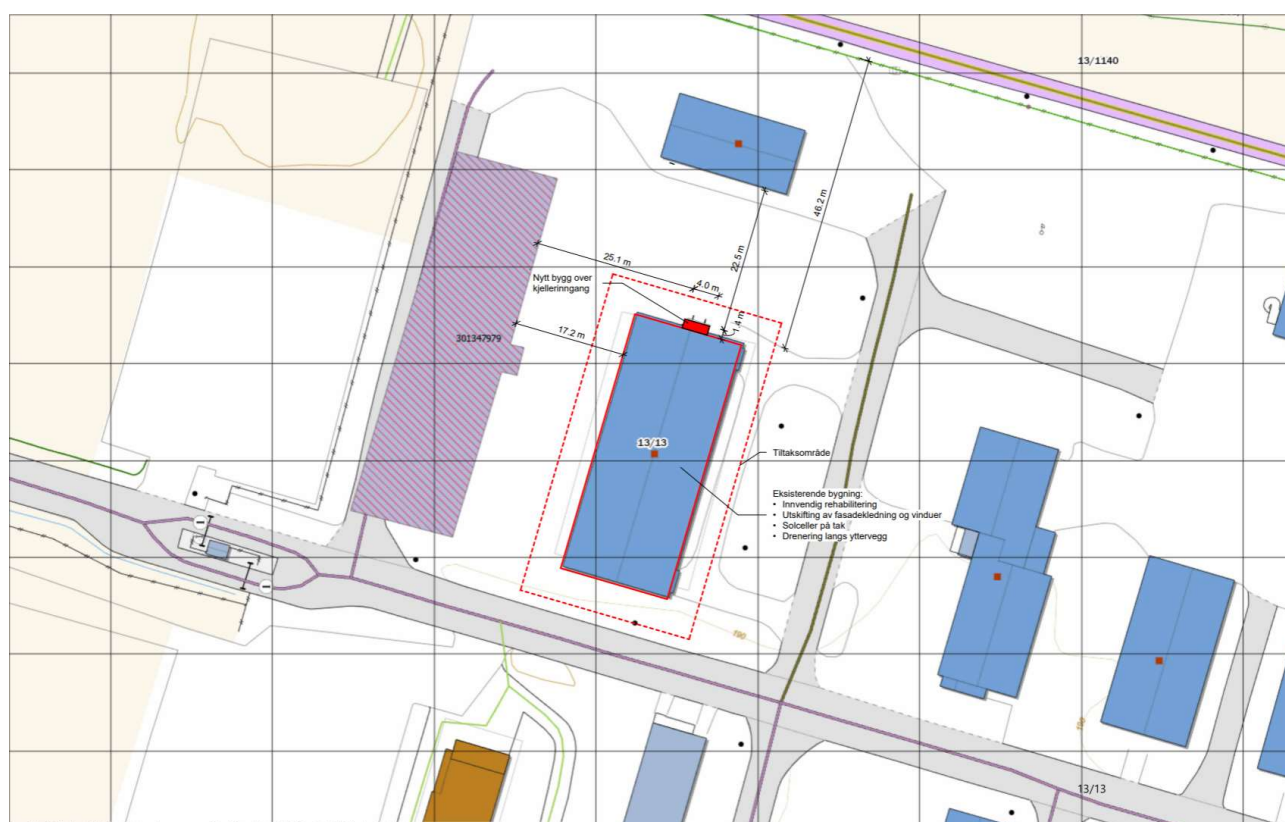 13/1140
46.2 m
22.5 m
25.1 m
4.0 m
Nytt bygg over
kjellerinngang
1.4 m
17.2 m
301347979
13/13
Tiltaksområde
Eksisterende bygning:
• Innvendig rehabilitering
• Utskifting av fasadekledning og vinduer
• Solceller på tak
• Drenering langs yttervegg
190
190
13/13